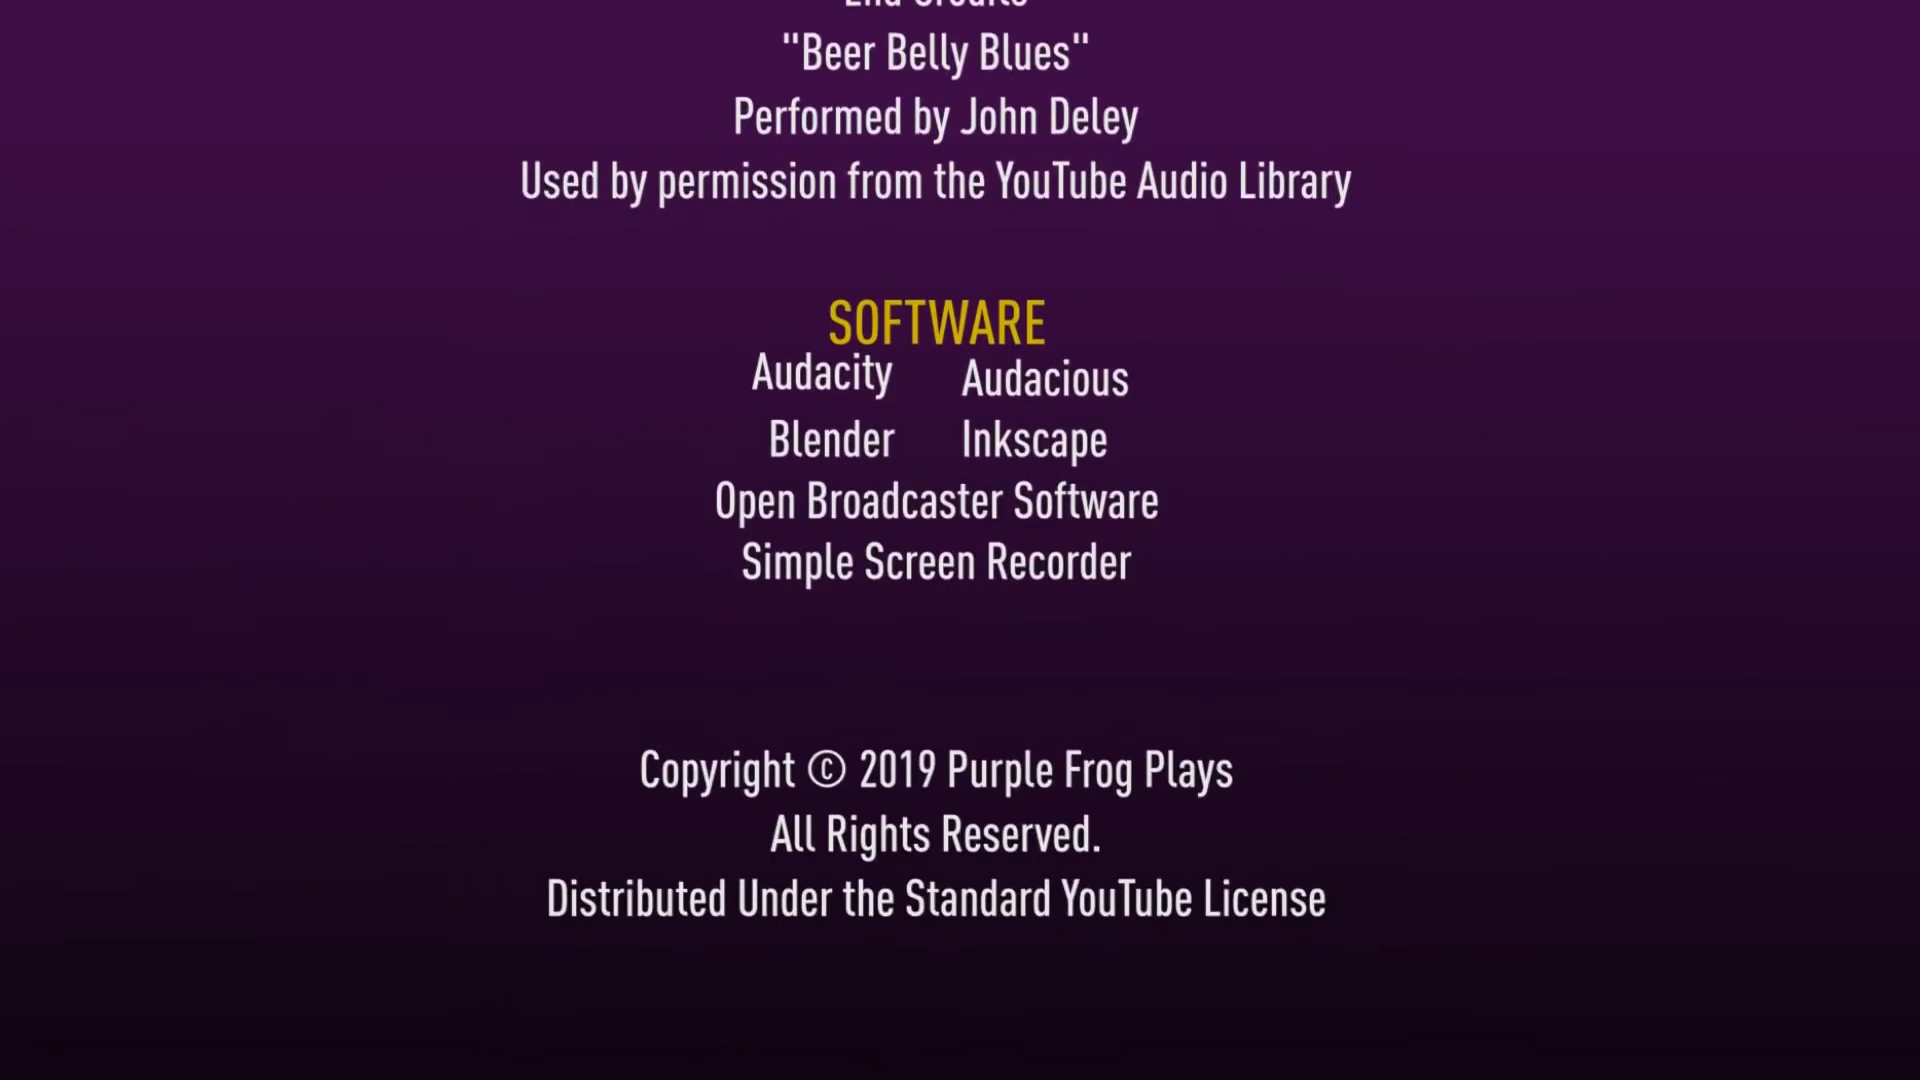 End Credits
"Beer Belly Blues"
Performed by John Deley
Used by permission from the YouTube Audio Library
SOFTWARE
Audacity Audacious
Blender Inkscape
Open Broadcaster Software
Simple Screen Recorder
Copyright © 2019 Purple Frog Plays
All Rights Reserved.
Distributed Under the Standard YouTube License